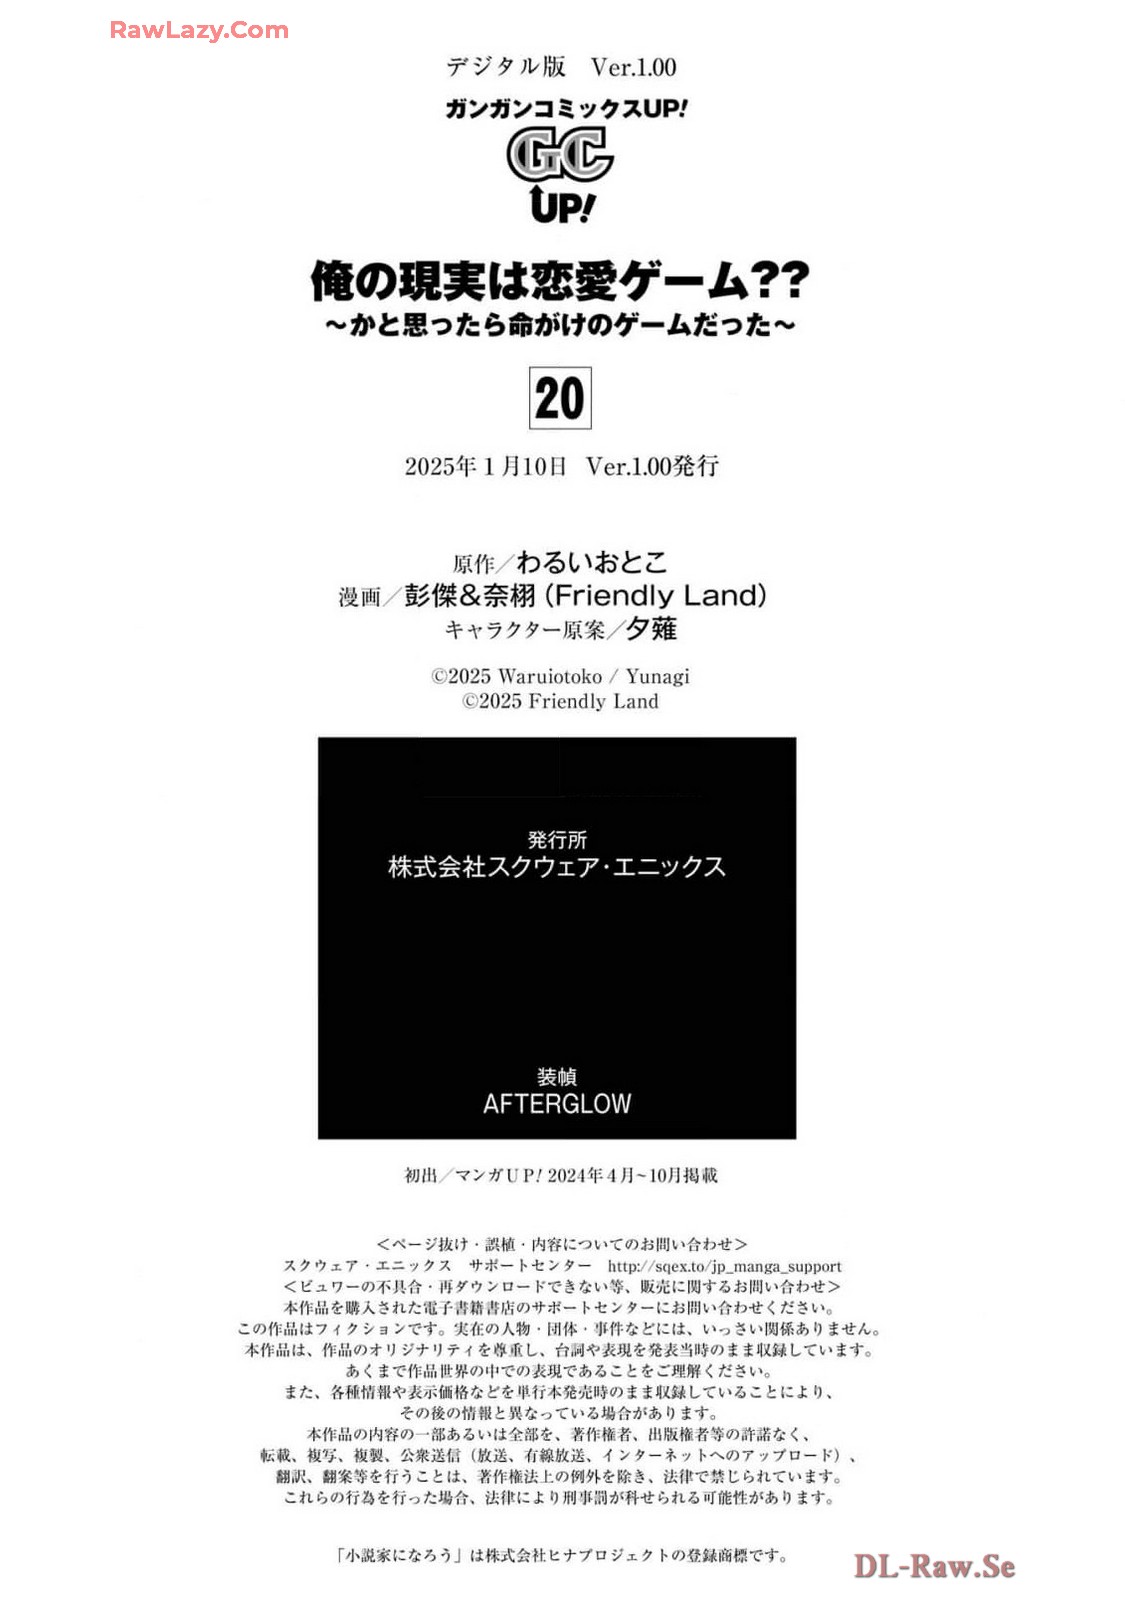 RawLazy.Com
デジタル版　Ver.1.00
ガンガンコミックスUP!
GC
UP!
俺の現実は恋愛ゲーム??
～かと思ったら命がけのゲームだった～
20
2025年1月10日　Ver.1.00発行
原作／わるいおとこ
漫画／彭傑&奈栩（Friendly Land）
キャラクター原案／夕薙
©2025 Waruiotoko / Yunagi
©2025 Friendly Land
発行所
株式会社スクウェア・エニックス
装幀
AFTERGLOW
初出／マンガUP! 2024年4月~10月掲載
＜ページ抜け・誤植・内容についてのお問い合わせ＞
スクウェア・エニックス　サポートセンター　http://sqex.to/jp_manga_support
＜ビュワーの不具合・再ダウンロードできない等、販売に関するお問い合わせ＞
本作品を購入された電子書籍書店のサポートセンターにお問い合わせください。
この作品はフィクションです。実在の人物・団体・事件などには、いっさい関係ありません。
本作品は、作品のオリジナリティを尊重し、台詞や表現を発表当時のまま収録しています。
あくまで作品世界の中での表現であることをご理解ください。
また、各種情報や表示価格などを単行本発売時のまま収録していることにより、
その後の情報と異なっている場合があります。
本作品の内容の一部あるいは全部を、著作権者、出版権者等の許諾なく、
転載、複写、複製、公衆送信（放送、有線放送、インターネットへのアップロード）、
翻訳、翻案等を行うことは、著作権法上の例外を除き、法律で禁じられています。
これらの行為を行った場合、法律により刑事罰が科せられる可能性があります。
「小説家になろう」は株式会社ヒナプロジェクトの登録商標です。
DL-Raw.Se